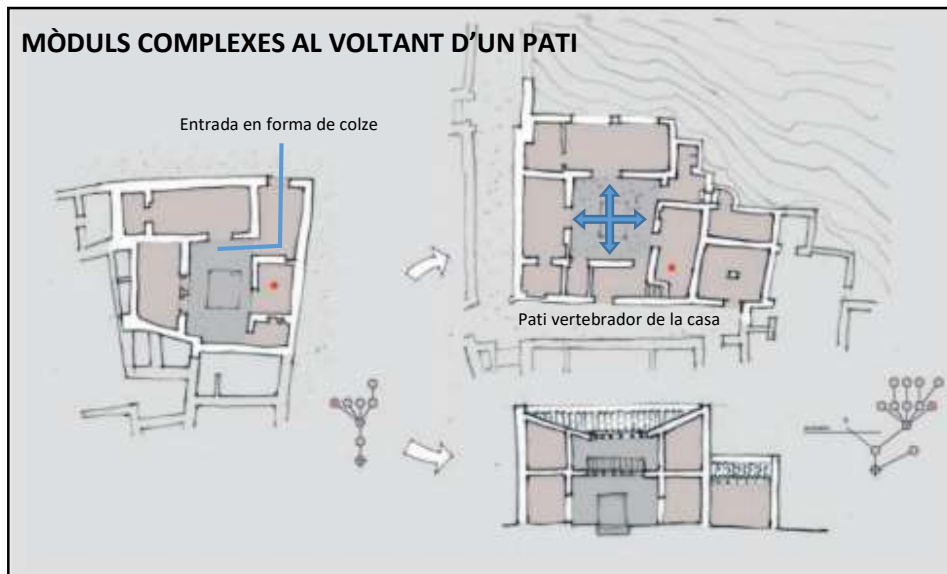 MÒDULS COMPLEXES AL VOLTANT D’UN PATI
Entrada en forma de colze
Pati vertebrador de la casa